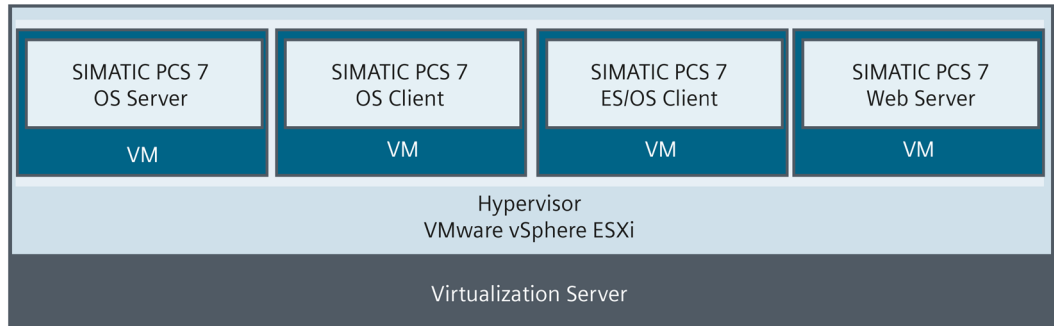 SIMATIC PCS 7
OS Server
VM
SIMATIC PCS 7
OS Client
VM
SIMATIC PCS 7
ES/OS Client
VM
SIMATIC PCS 7
Web Server
VM
Hypervisor
VMware vSphere ESXi
Virtualization Server